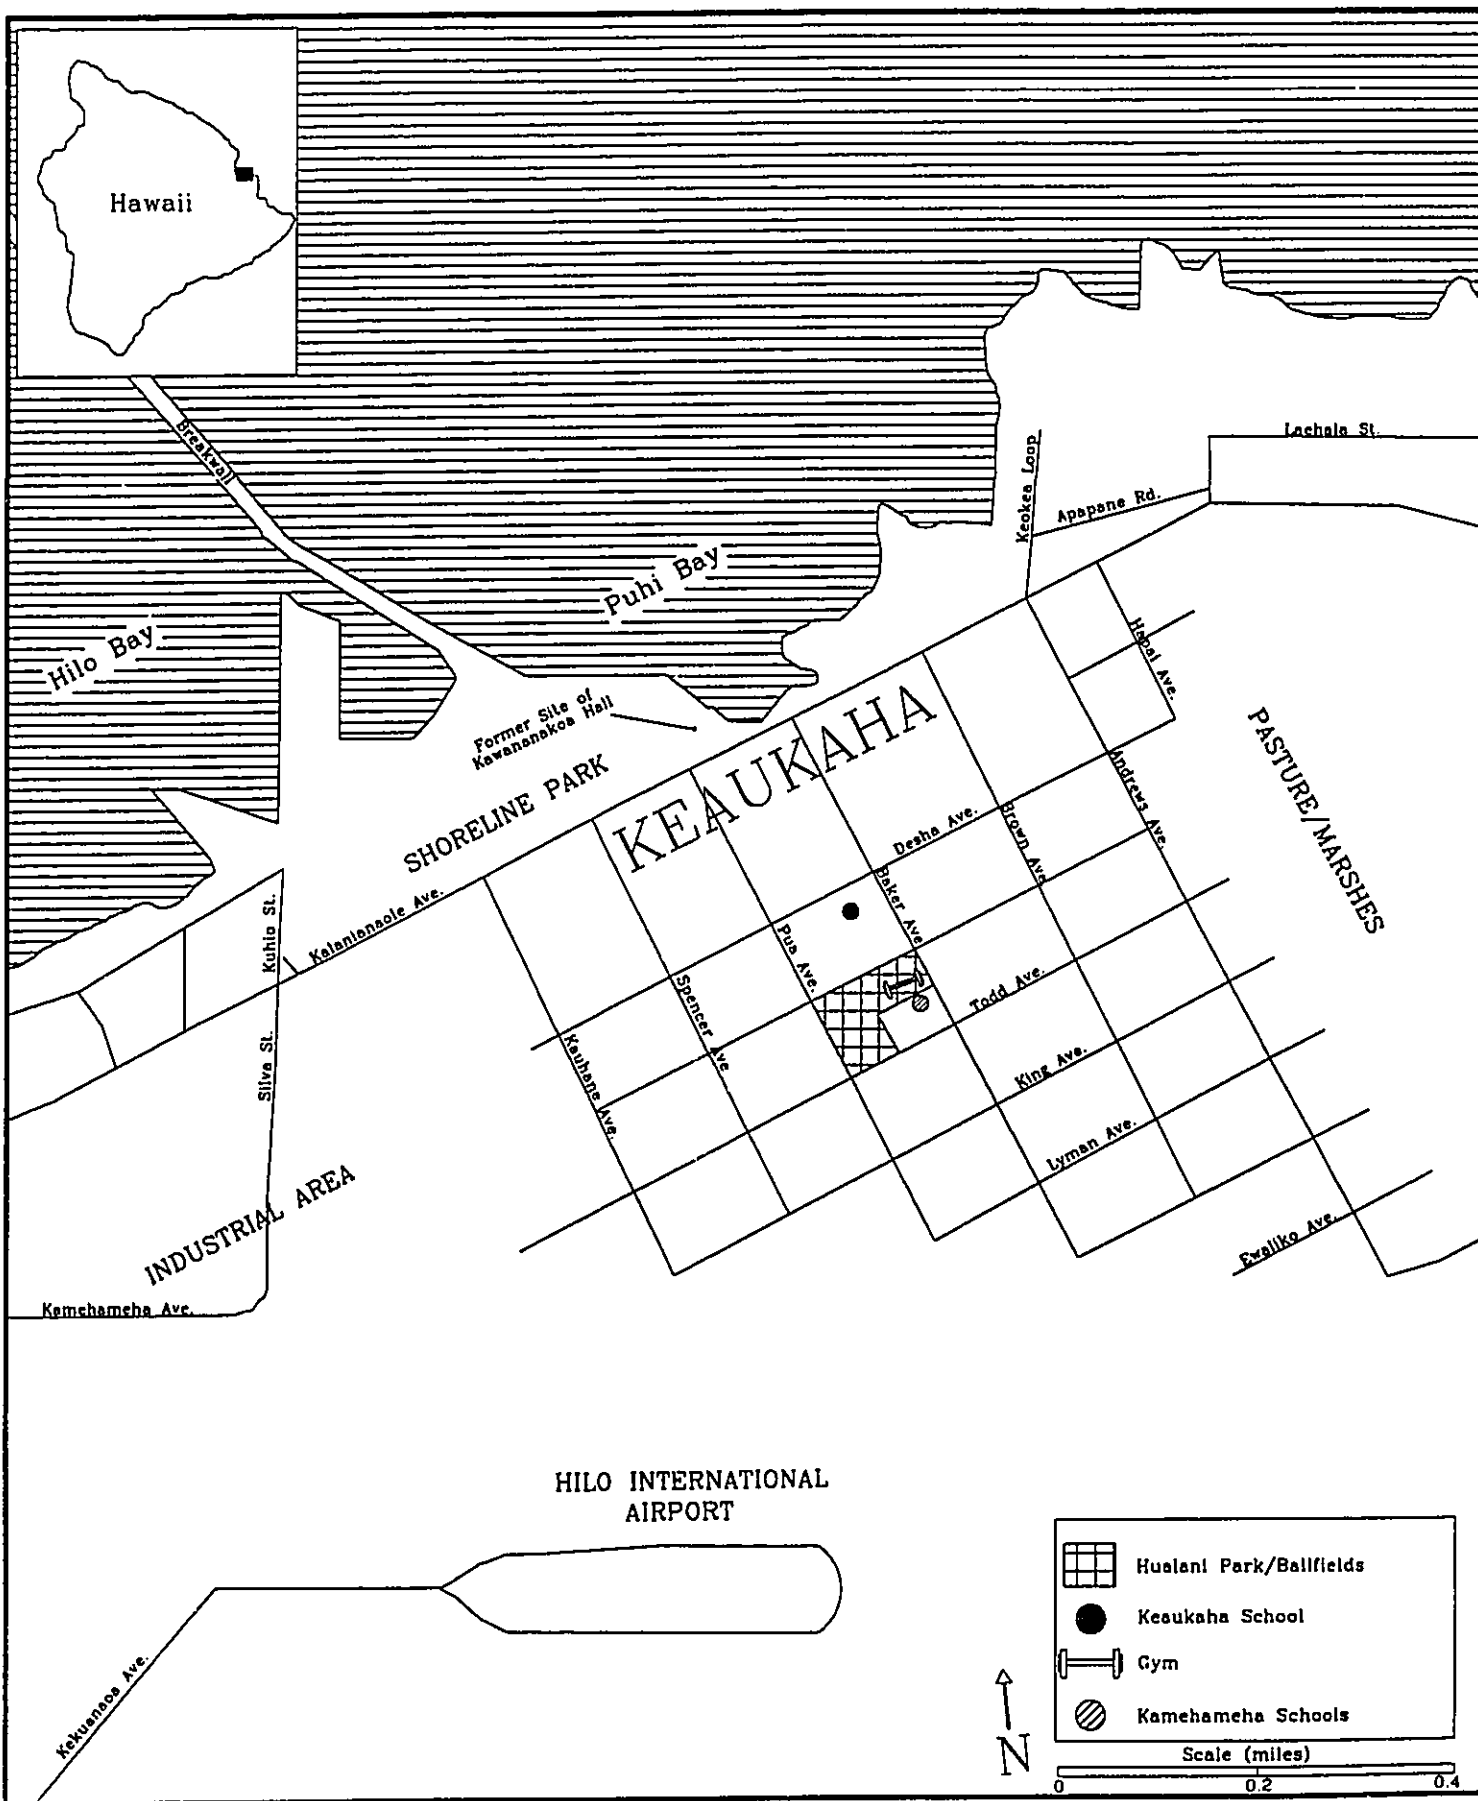 Hawaii
Breakwall
Hilo Bay
Puhi Bay
Lachala St.
Keokea Loop
Apapane Rd.
Hapai Ave.
Former Site of
Kawananakoa Hall
SHORELINE PARK
KEAUKAHA
PASTURE/MARSHES
Kalanianaole Ave.
Kuhio St.
Silva St.
Desha Ave.
Andrews Ave.
Brown Ave
Baker Ave
Pua Ave.
Spencer Ave
Kauhane Ave.
Todd Ave.
King Ave.
Lyman Ave.
Ewaliko Ave.
INDUSTRIAL AREA
Kamehameha Ave.
HILO INTERNATIONAL
AIRPORT
Kekuanaoa Ave.
Hualani Park/Ballfields
Keaukaha School
Gym
Kamehameha Schools
N
Scale (miles)
0 0.2 0.4